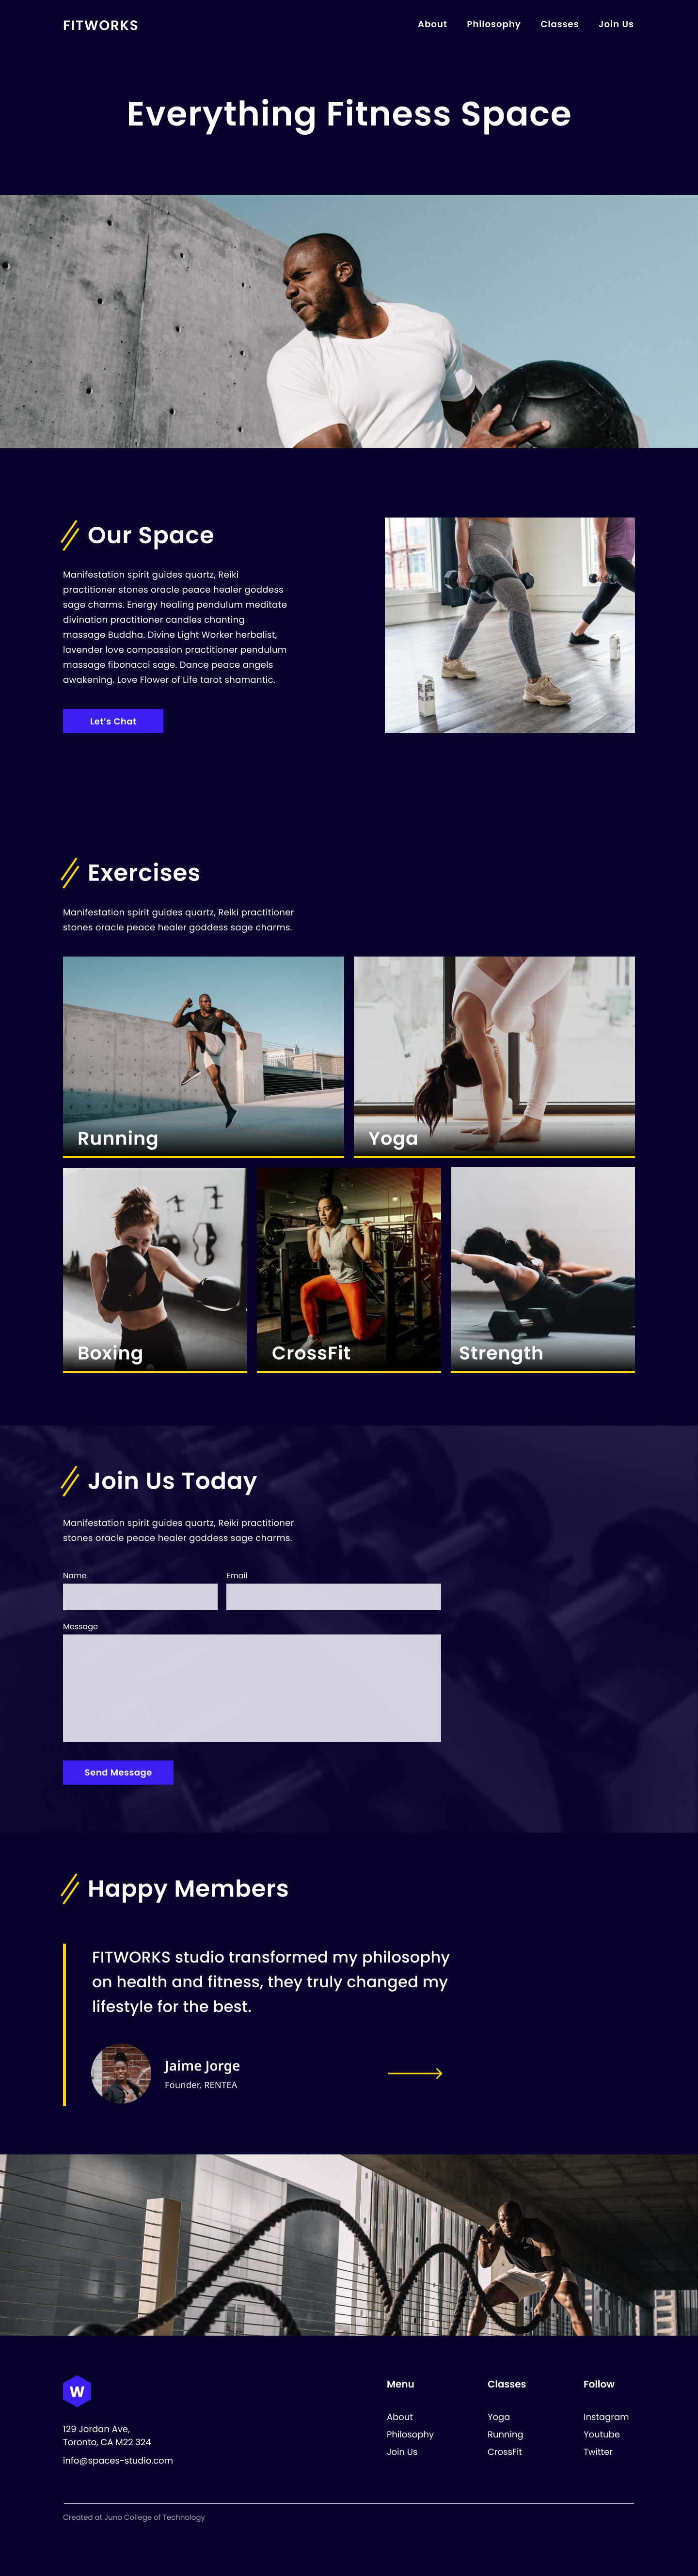 FITWORKS
About Philosophy Classes Join Us
Everything Fitness Space
Our Space
Manifestation spirit guides quartz, Reiki
practitioner stones oracle peace healer goddess
sage charms. Energy healing pendulum meditate
divination practitioner candles chanting
massage Buddha. Divine Light Worker herbalist,
lavender love compassion practitioner pendulum
massage fibonacci sage. Dance peace angels
awakening. Love Flower of Life tarot shamantic.
Let's Chat
Exercises
Manifestation spirit guides quartz, Reiki practitioner
stones oracle peace healer goddess sage charms.
Running
Yoga
Boxing
CrossFit
Strength
Join Us Today
Manifestation spirit guides quartz, Reiki practitioner
stones oracle peace healer goddess sage charms.
Name
Email
Message
Send Message
Happy Members
FITWORKS studio transformed my philosophy
on health and fitness, they truly changed my
lifestyle for the best.
Jaime Jorge
Founder, RENTEA
W
129 Jordan Ave,
Toronto, CA M22 324
info@spaces-studio.com
Menu
About
Philosophy
Join Us
Classes
Yoga
Running
CrossFit
Follow
Instagram
Youtube
Twitter
Created at Juno College of Technology